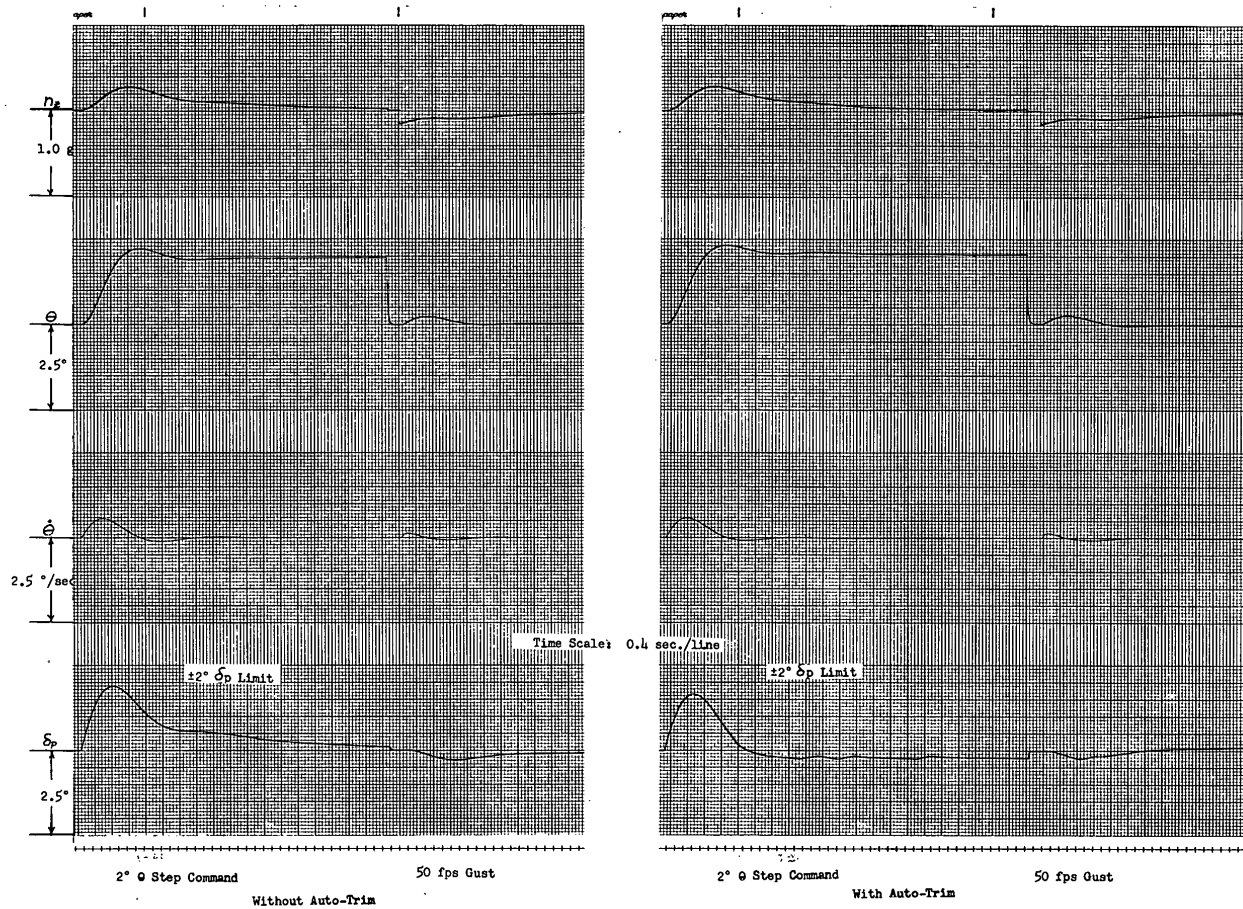 paper
paper
n_z
1.0 g
θ
2.5°
θ̇
2.5 °/sec
Time Scale: 0.4 sec./line
±2° δp Limit
±2° δp Limit
δp
2.5°
2° θ Step Command
50 fps Gust
Without Auto-Trim
2° θ Step Command
50 fps Gust
With Auto-Trim